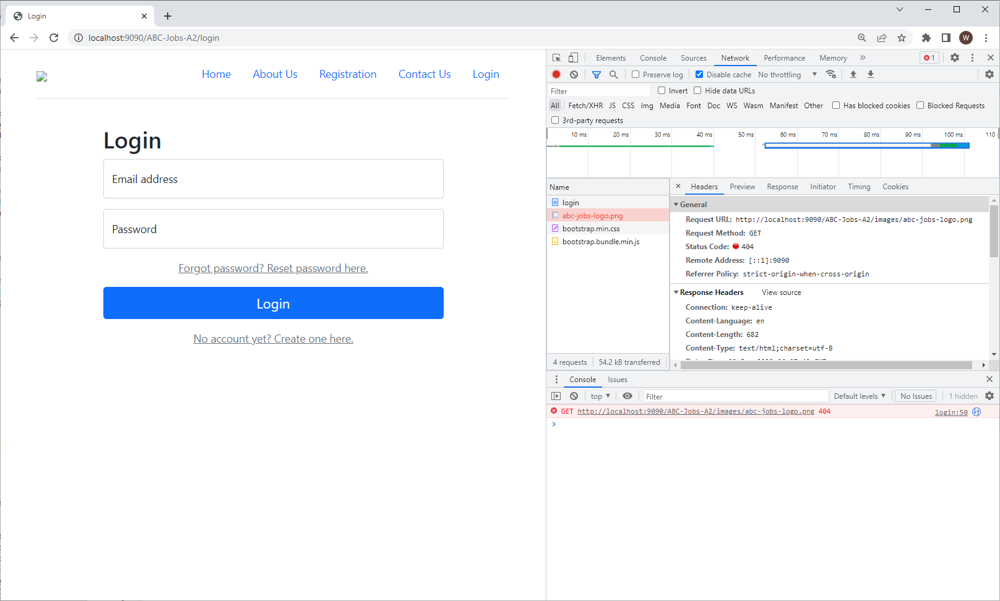 Login
localhost:9090/ABC-Jobs-A2/login
W
Home About Us Registration Contact Us Login
Login
Email address
Password
Forgot password? Reset password here.
Login
No account yet? Create one here.
Elements Console Sources Network Performance Memory 1
Preserve log Disable cache No throttling
Filter Invert Hide data URLs
All Fetch/XHR JS CSS Img Media Font Doc WS Wasm Manifest Other Has blocked cookies Blocked Requests
3rd-party requests
10 ms 20 ms 30 ms 40 ms 50 ms 60 ms 70 ms 80 ms 90 ms 100 ms 110
Name
login
abc-jobs-logo.png
bootstrap.min.css
bootstrap.bundle.min.js
4 requests 54.2 kB transferred
Headers Preview Response Initiator Timing Cookies
General
Request URL: http://localhost:9090/ABC-Jobs-A2/images/abc-jobs-logo.png
Request Method: GET
Status Code: 404
Remote Address: [::1]:9090
Referrer Policy: strict-origin-when-cross-origin
Response Headers View source
Connection: keep-alive
Content-Language: en
Content-Length: 682
Content-Type: text/html;charset=utf-8
Console Issues
top Filter Default levels No Issues 1 hidden
GET http://localhost:9090/ABC-Jobs-A2/images/abc-jobs-logo.png 404 login:50